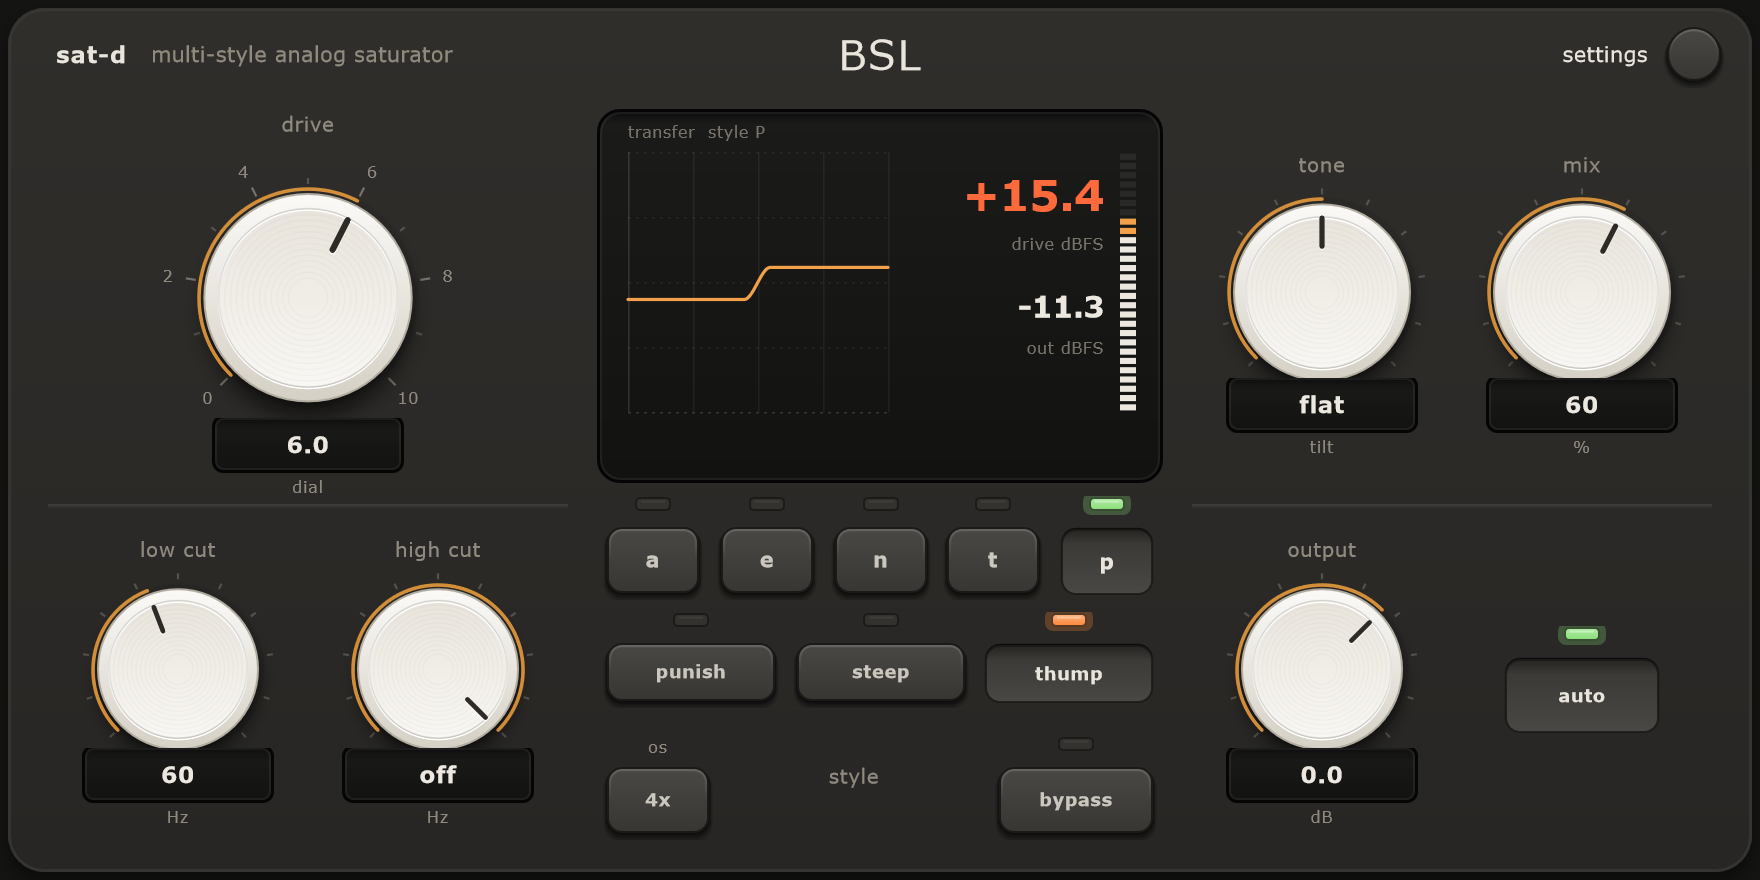 sat-d multi-style analog saturator
BSL
settings
drive
0 2 4 6 8 10
6.0
dial
transfer style P
+15.4
drive dBFS
-11.3
out dBFS
tone
flat
tilt
mix
60
%
low cut
60
Hz
high cut
off
Hz
a e n t p
punish steep thump
os
4x
style
bypass
output
0.0
dB
auto